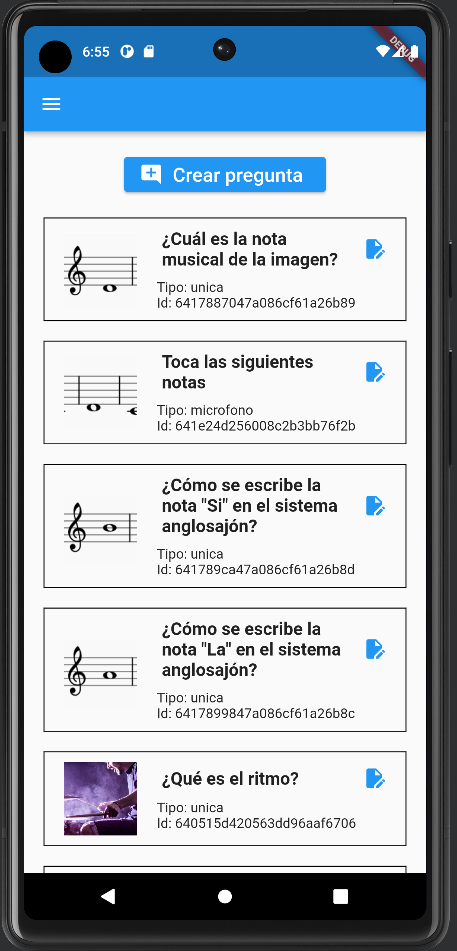 6:55
DEBUG
Crear pregunta
¿Cuál es la nota
musical de la imagen?
Tipo: unica
Id: 6417887047a086cf61a26b89
Toca las siguientes
notas
Tipo: microfono
Id: 641e24d256008c2b3bb76f2b
¿Cómo se escribe la
nota "Si" en el sistema
anglosajón?
Tipo: unica
Id: 641789ca47a086cf61a26b8d
¿Cómo se escribe la
nota "La" en el sistema
anglosajón?
Tipo: unica
Id: 6417899847a086cf61a26b8c
¿Qué es el ritmo?
Tipo: unica
Id: 640515d420563dd96aaf6706